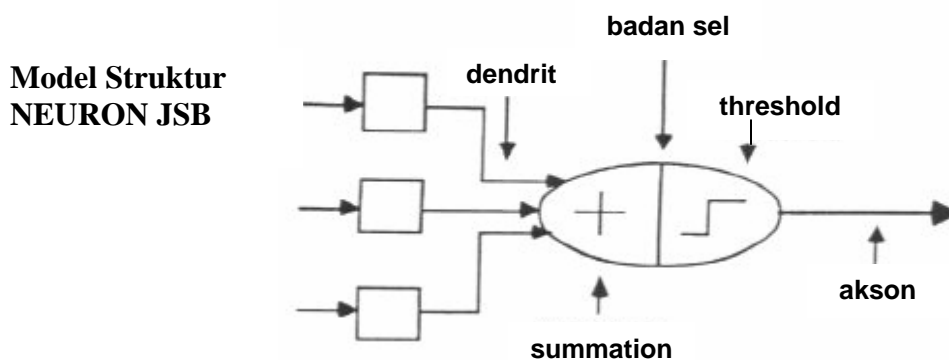 Model Struktur
NEURON JSB
badan sel
dendrit
threshold
akson
summation